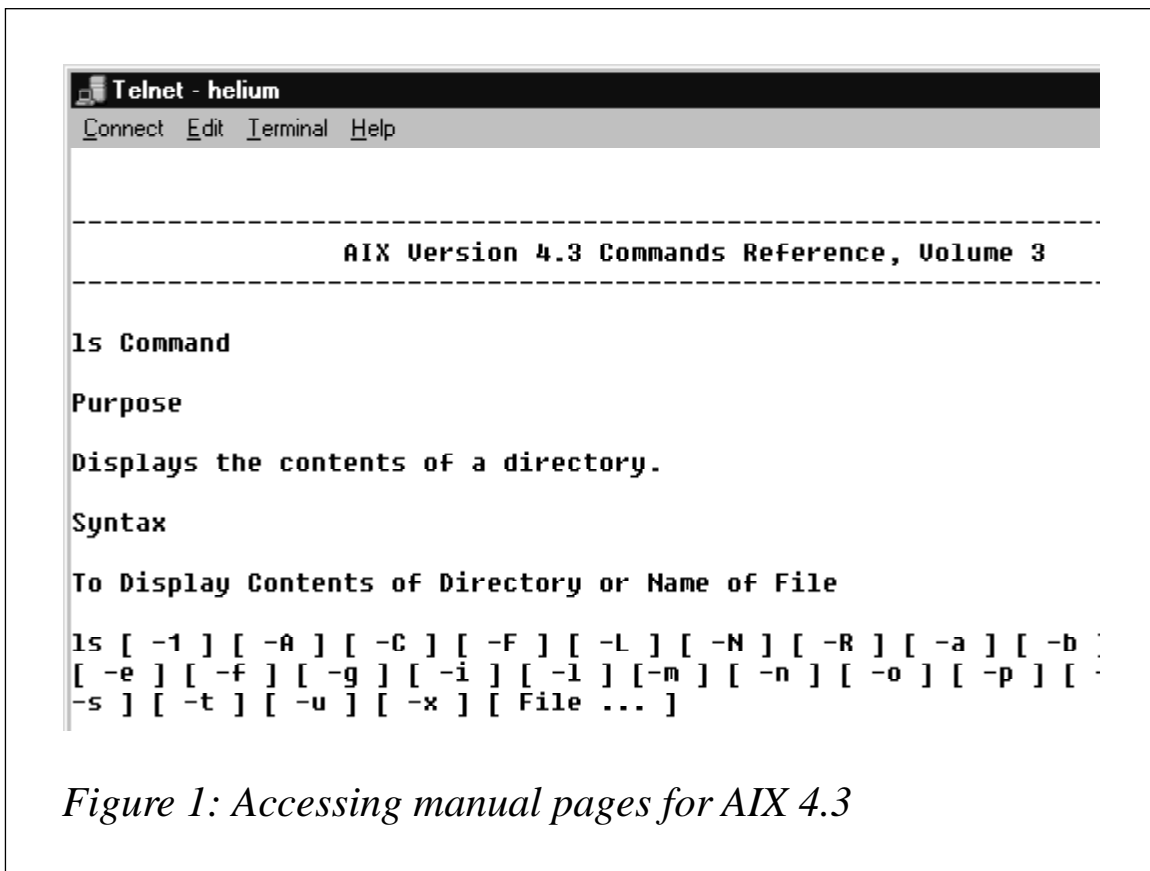 Telnet - helium
Connect Edit Terminal Help
--------------------------------------------------------------------
AIX Version 4.3 Commands Reference, Volume 3
--------------------------------------------------------------------
ls Command
Purpose
Displays the contents of a directory.
Syntax
To Display Contents of Directory or Name of File
ls [ -1 ] [ -A ] [ -C ] [ -F ] [ -L ] [ -N ] [ -R ] [ -a ] [ -b ]
[ -e ] [ -f ] [ -g ] [ -i ] [ -l ] [-m ] [ -n ] [ -o ] [ -p ] [ -
-s ] [ -t ] [ -u ] [ -x ] [ File ... ]
Figure 1: Accessing manual pages for AIX 4.3